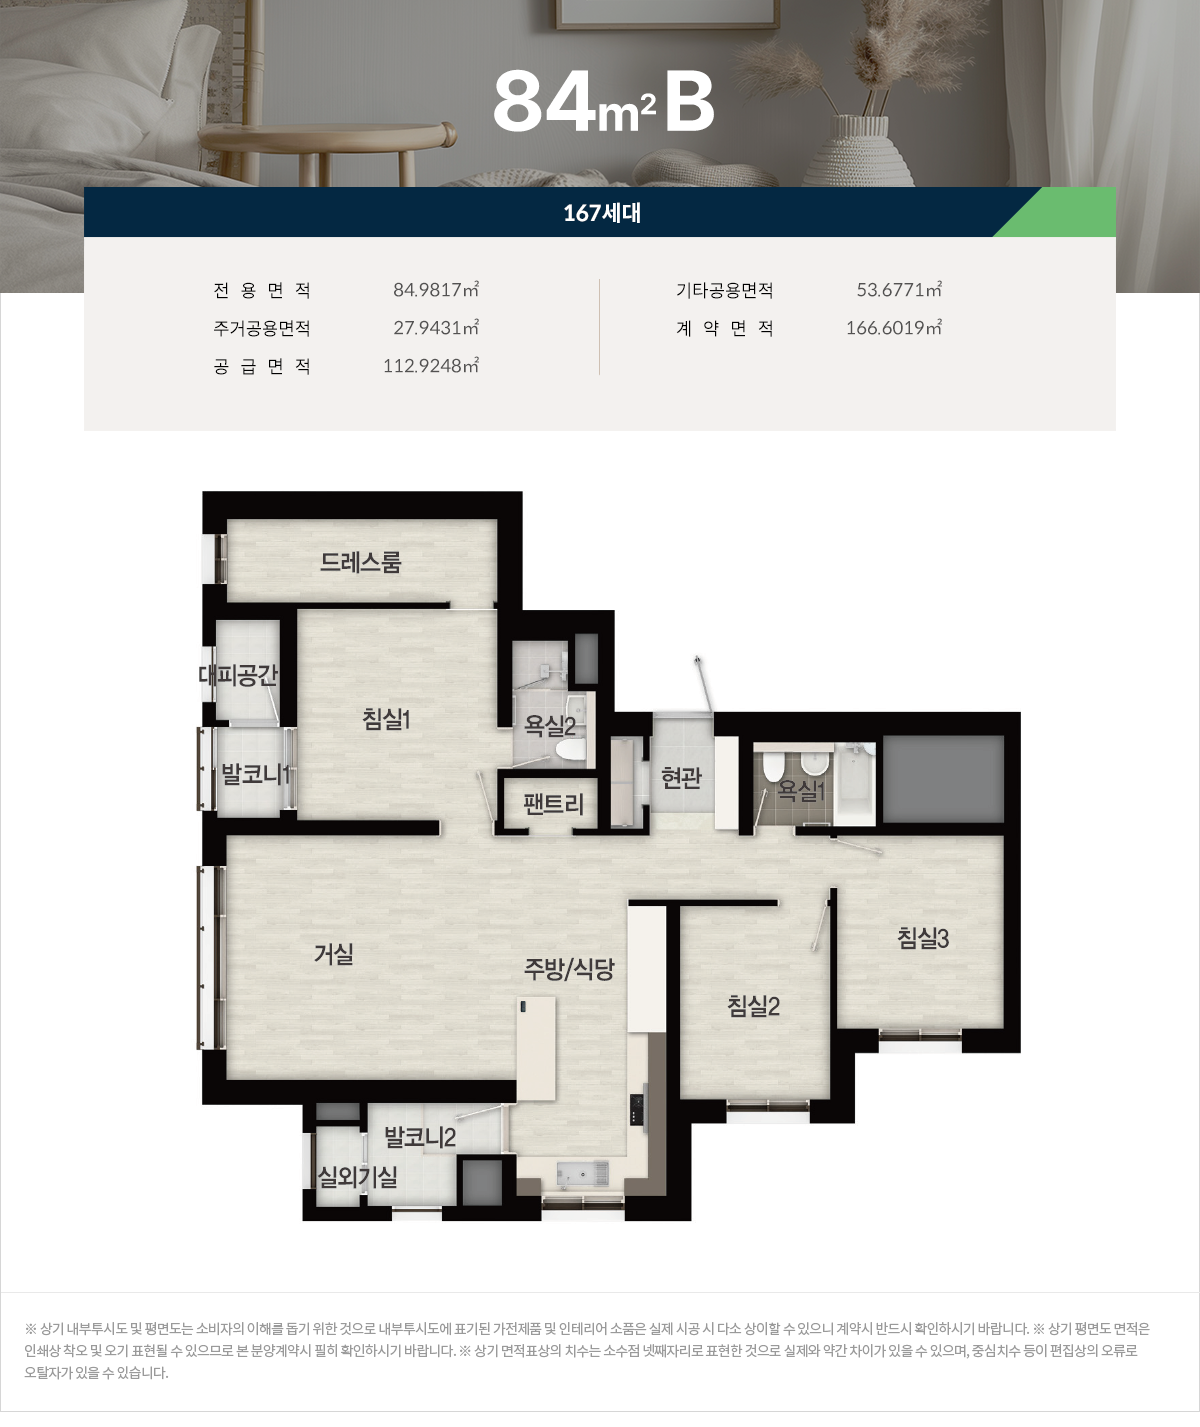 84m² B
167세대
전 용 면 적 84.9817㎡
주거공용면적 27.9431㎡
공 급 면 적 112.9248㎡
기타공용면적 53.6771㎡
계 약 면 적 166.6019㎡
드레스룸
대피공간
침실1
욕실2
발코니1
팬트리
현관
욕실1
거실
주방/식당
침실3
침실2
발코니2
실외기실
※ 상기 내부투시도 및 평면도는 소비자의 이해를 돕기 위한 것으로 내부투시도에 표기된 가전제품 및 인테리어 소품은 실제 시공 시 다소 상이할 수 있으니 계약시 반드시 확인하시기 바랍니다. ※ 상기 평면도 면적은
인쇄상 착오 및 오기 표현될 수 있으므로 본 분양계약시 필히 확인하시기 바랍니다. ※ 상기 면적표상의 치수는 소수점 넷째자리로 표현한 것으로 실제와 약간 차이가 있을 수 있으며, 중심치수 등이 편집상의 오류로
오탈자가 있을 수 있습니다.